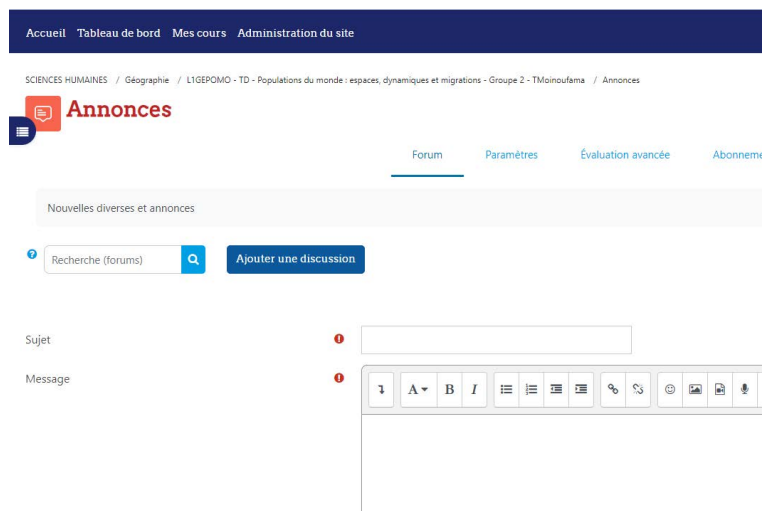 Accueil Tableau de bord Mes cours Administration du site
SCIENCES HUMAINES / Géographie / L1GEPOMO - TD - Populations du monde : espaces, dynamiques et migrations - Groupe 2 - TMoinoufama / Annonces
Annonces
Forum Paramètres Évaluation avancée Abonneme
Nouvelles diverses et annonces
Recherche (forums) Ajouter une discussion
Sujet
Message
A B I